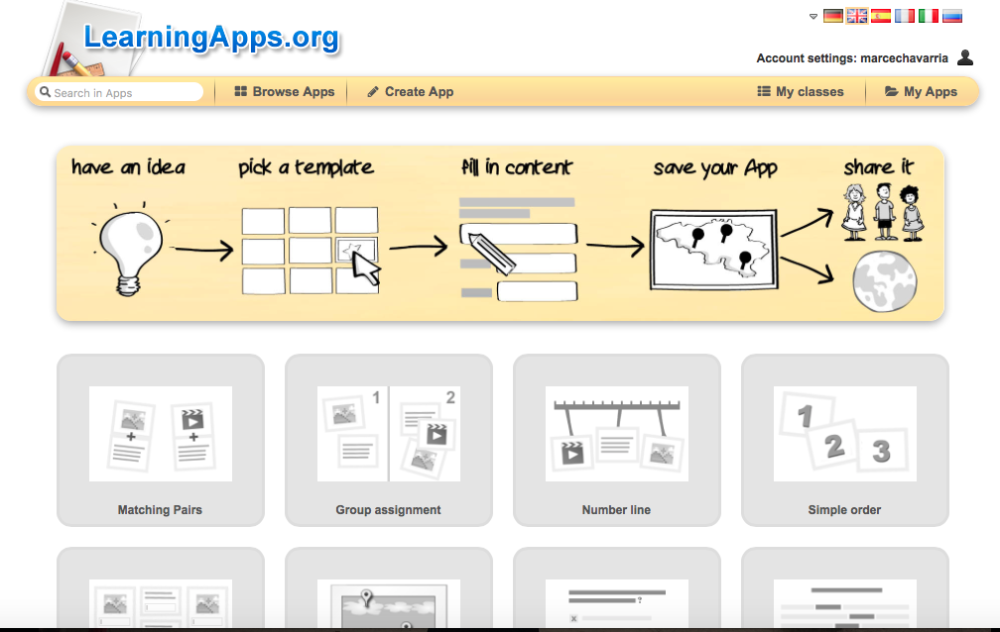 LearningApps.org
Account settings: marcechavarria
Search in Apps
Browse Apps
Create App
My classes
My Apps
have an idea
pick a template
fill in content
save your App
share it
1
2
1
2
3
Matching Pairs
Group assignment
Number line
Simple order
?